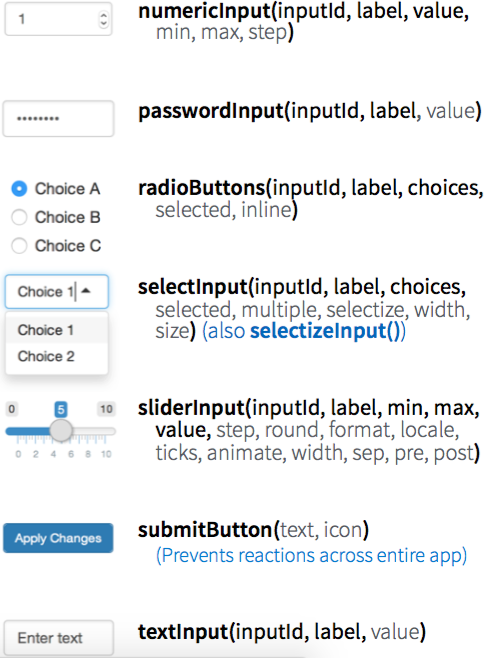 1
numericInput(inputId, label, value,
min, max, step)
••••••••
passwordInput(inputId, label, value)
Choice A
Choice B
Choice C
radioButtons(inputId, label, choices,
selected, inline)
Choice 1
Choice 1
Choice 2
selectInput(inputId, label, choices,
selected, multiple, selectize, width,
size) (also selectizeInput())
0 5 10
0 2 4 6 8 10
sliderInput(inputId, label, min, max,
value, step, round, format, locale,
ticks, animate, width, sep, pre, post)
Apply Changes
submitButton(text, icon)
(Prevents reactions across entire app)
Enter text
textInput(inputId, label, value)